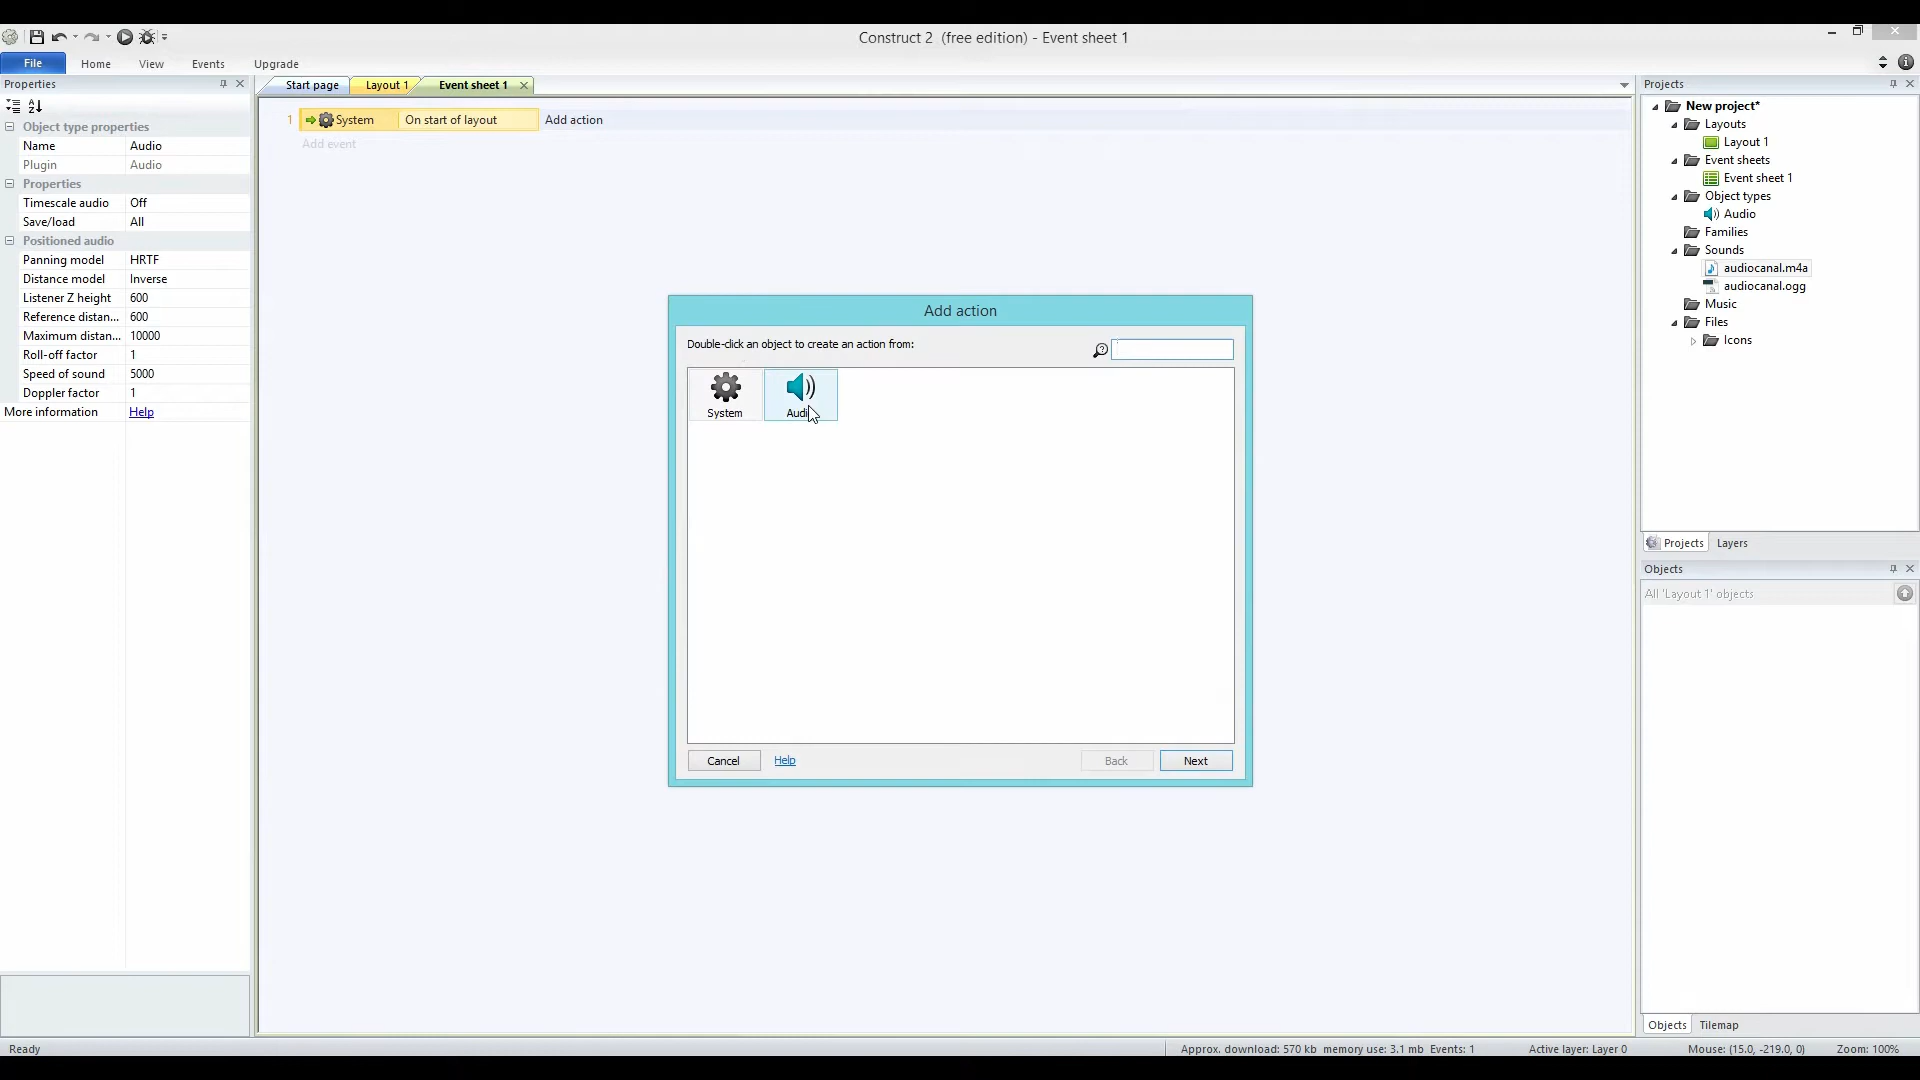 Construct 2 (free edition) - Event sheet 1
File Home View Events Upgrade
Properties
Start page Layout 1 Event sheet 1
Projects
Object type properties
Name Audio
Plugin Audio
Properties
Timescale audio Off
Save/load All
Positioned audio
Panning model HRTF
Distance model Inverse
Listener Z height 600
Reference distan... 600
Maximum distan... 10000
Roll-off factor 1
Speed of sound 5000
Doppler factor 1
More information Help
1 System On start of layout Add action
Add event
Add action
Double-click an object to create an action from:
System Audio
Cancel Help Back Next
New project*
Layouts
Layout 1
Event sheets
Event sheet 1
Object types
Audio
Families
Sounds
audiocanal.m4a
audiocanal.ogg
Music
Files
Icons
Projects Layers
Objects
All 'Layout 1' objects
Objects Tilemap
Ready Approx. download: 570 kb memory use: 3.1 mb Events: 1 Active layer: Layer 0 Mouse: (15.0, -219.0, 0) Zoom: 100%